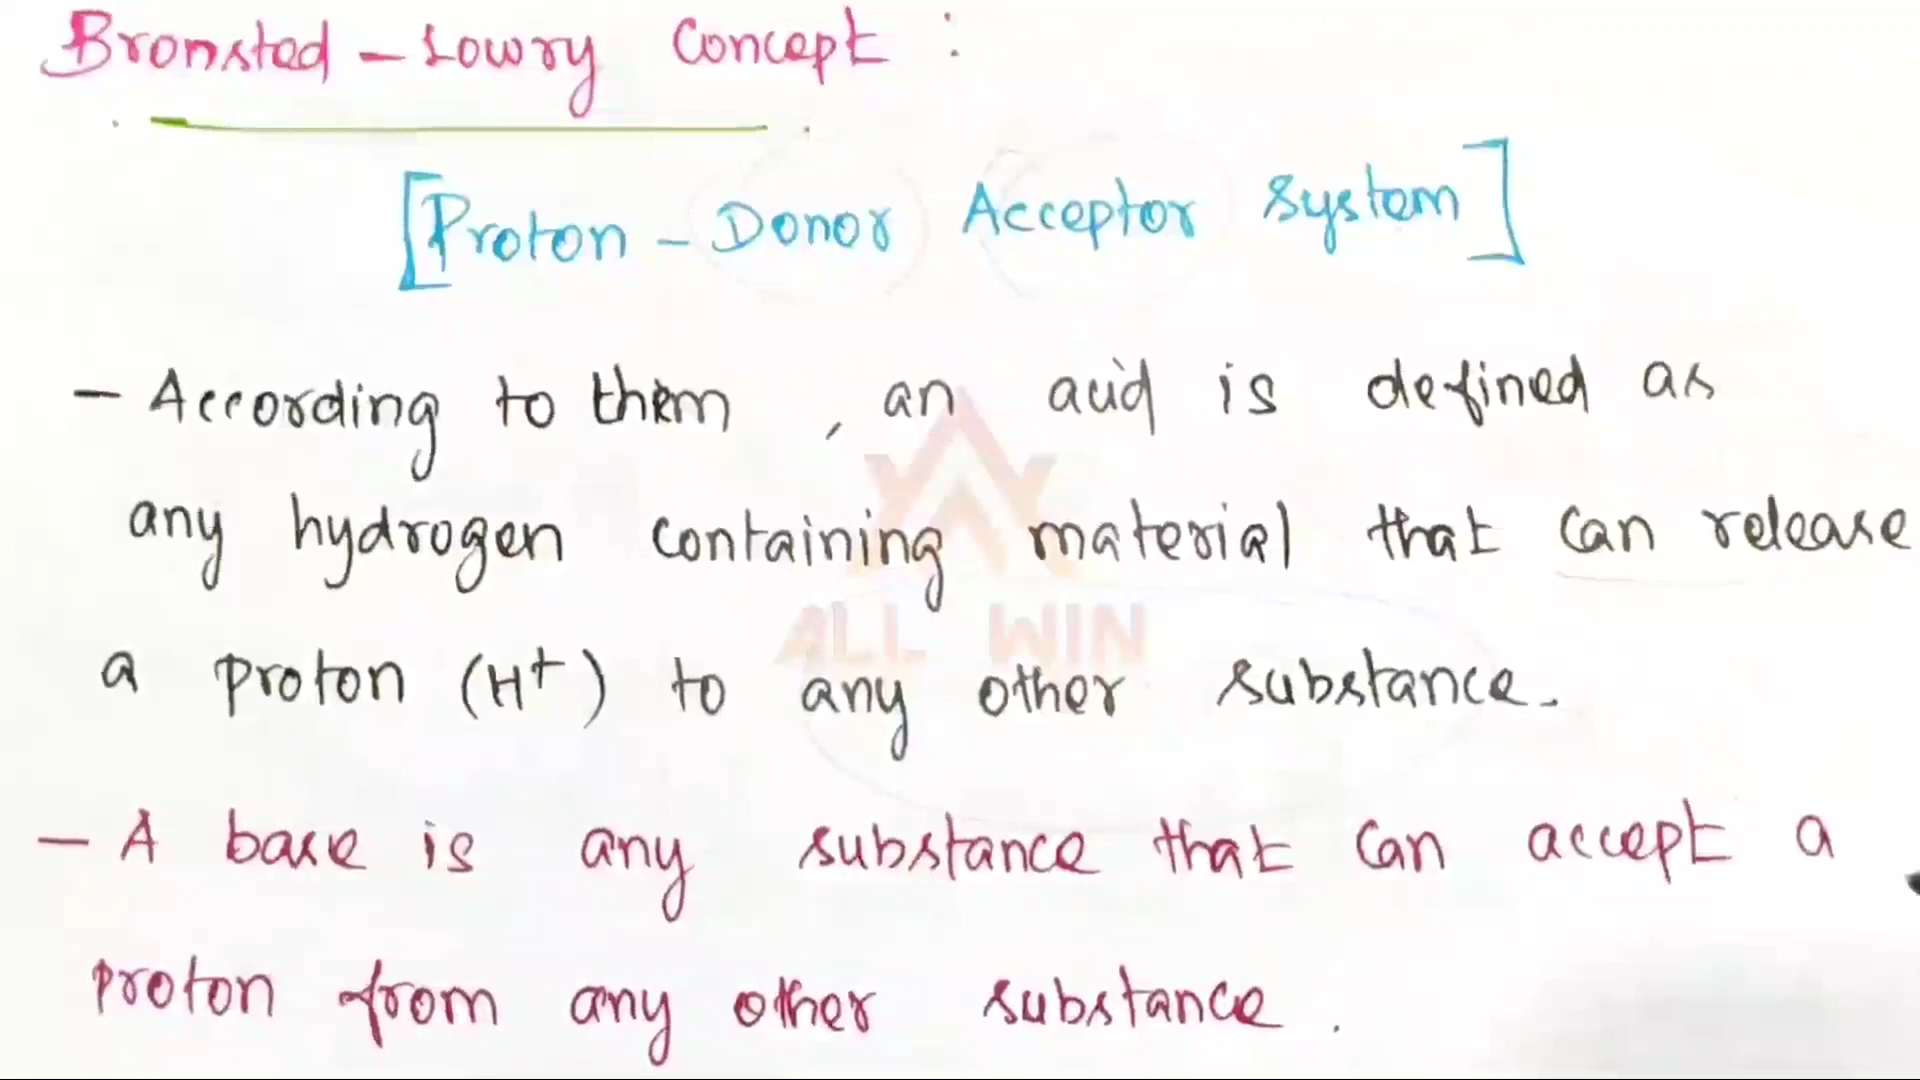 Bronsted - Lowry Concept :
[Proton - Donor Acceptor System]
- According to them , an acid is defined as
any hydrogen containing material that can release
a proton (H+) to any other substance.
ALL WIN
- A base is any substance that can accept a
proton from any other substance .